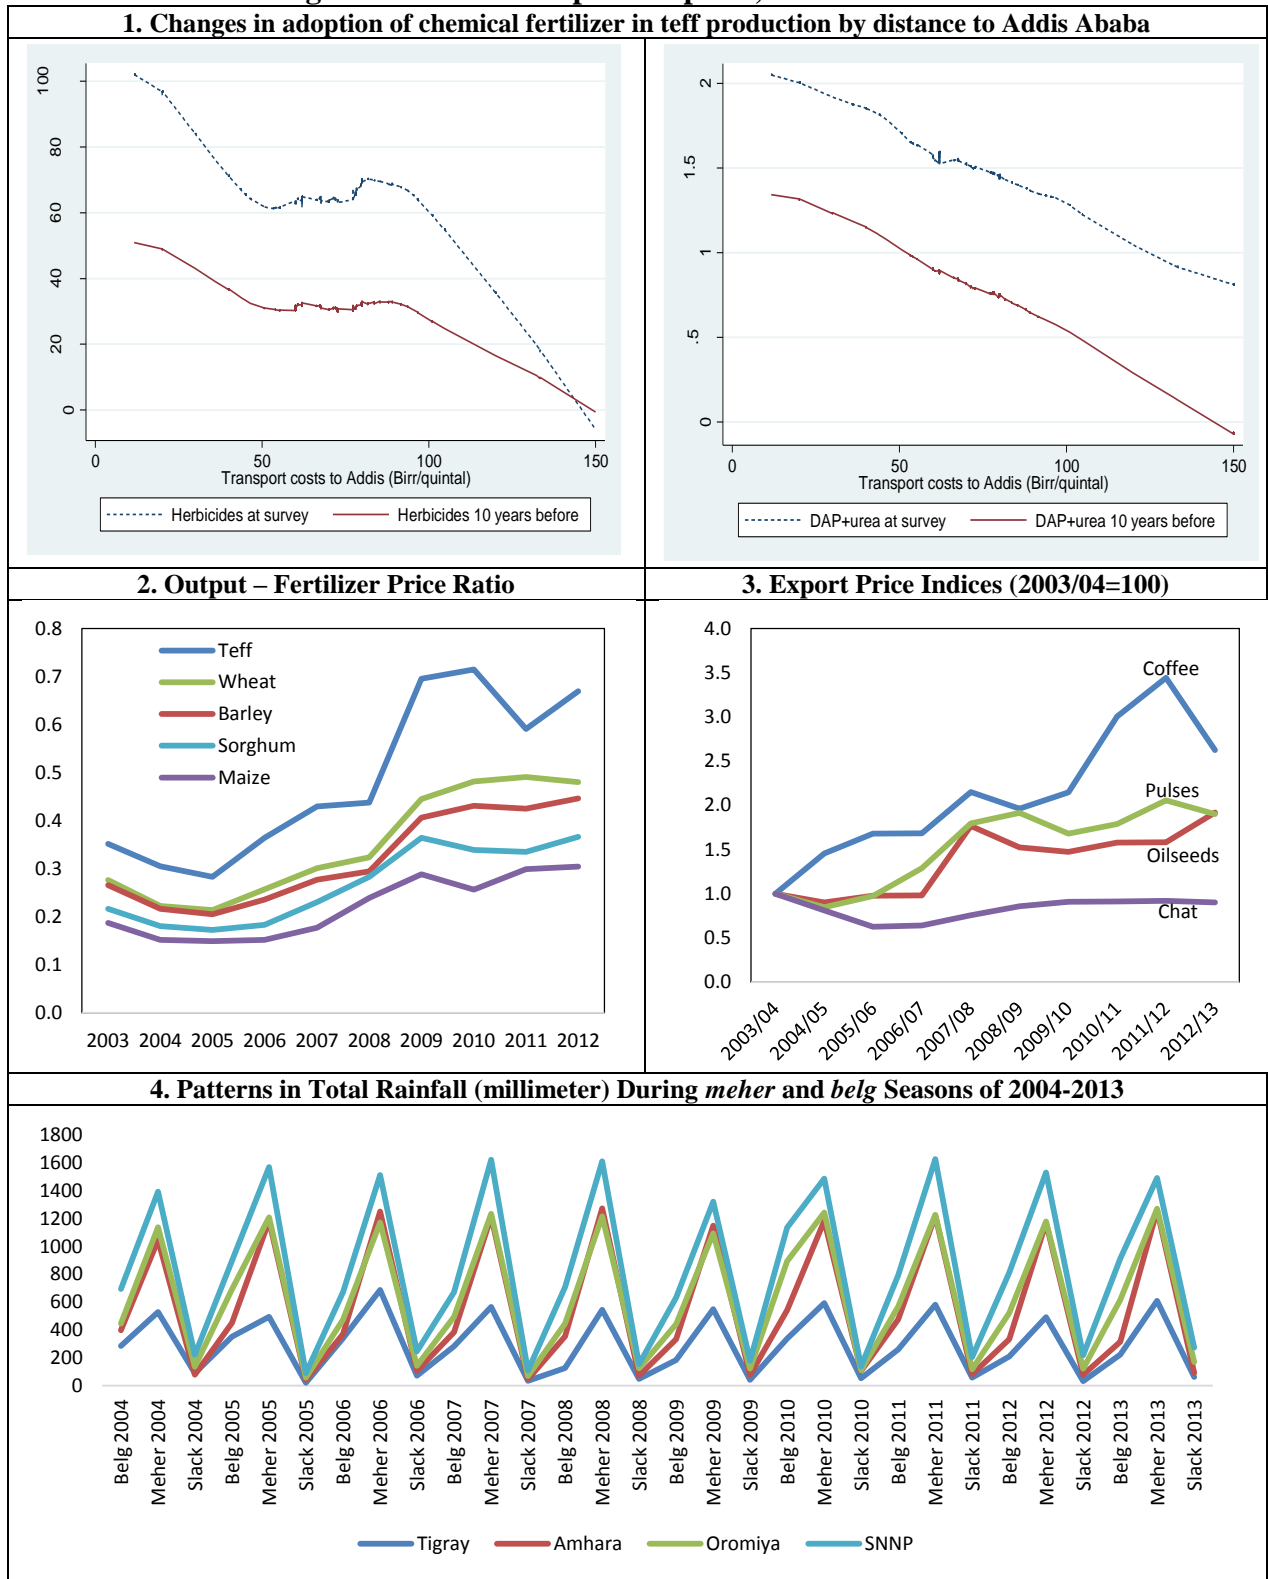 1. Changes in adoption of chemical fertilizer in teff production by distance to Addis Ababa
100
80
60
40
20
0
0
50
100
150
Transport costs to Addis (Birr/quintal)
Herbicides at survey
Herbicides 10 years before
2
1.5
1
.5
0
0
50
100
150
Transport costs to Addis (Birr/quintal)
DAP+urea at survey
DAP+urea 10 years before
2. Output – Fertilizer Price Ratio
0.8
0.7
0.6
0.5
0.4
0.3
0.2
0.1
0.0
Teff
Wheat
Barley
Sorghum
Maize
2003 2004 2005 2006 2007 2008 2009 2010 2011 2012
3. Export Price Indices (2003/04=100)
4.0
3.5
3.0
2.5
2.0
1.5
1.0
0.5
0.0
Coffee
Pulses
Oilseeds
Chat
2003/04
2004/05
2005/06
2006/07
2007/08
2008/09
2009/10
2010/11
2011/12
2012/13
4. Patterns in Total Rainfall (millimeter) During meher and belg Seasons of 2004-2013
1800
1600
1400
1200
1000
800
600
400
200
0
Belg 2004
Meher 2004
Slack 2004
Belg 2005
Meher 2005
Slack 2005
Belg 2006
Meher 2006
Slack 2006
Belg 2007
Meher 2007
Slack 2007
Belg 2008
Meher 2008
Slack 2008
Belg 2009
Meher 2009
Slack 2009
Belg 2010
Meher 2010
Slack 2010
Belg 2011
Meher 2011
Slack 2011
Belg 2012
Meher 2012
Slack 2012
Belg 2013
Meher 2013
Slack 2013
Tigray
Amhara
Oromiya
SNNP